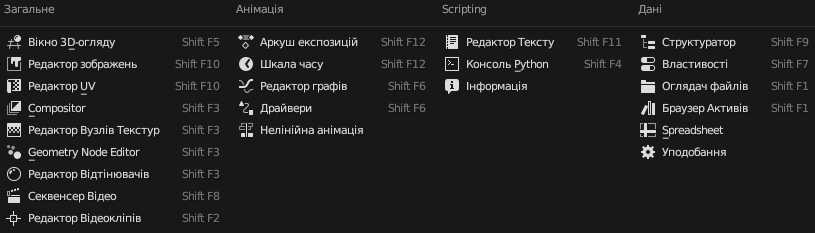 Загальне
Вікно 3D-огляду Shift F5
Редактор зображень Shift F10
Редактор UV Shift F10
Compositor Shift F3
Редактор Вузлів Текстур Shift F3
Geometry Node Editor Shift F3
Редактор Відтінювачів Shift F3
Секвенсер Відео Shift F8
Редактор Відеокліпів Shift F2
Анімація
Аркуш експозицій Shift F12
Шкала часу Shift F12
Редактор графів Shift F6
Драйвери Shift F6
Нелінійна анімація
Scripting
Редактор Тексту Shift F11
Консоль Python Shift F4
Інформація
Дані
Структуратор Shift F9
Властивості Shift F7
Оглядач файлів Shift F1
Браузер Активів Shift F1
Spreadsheet
Уподобання